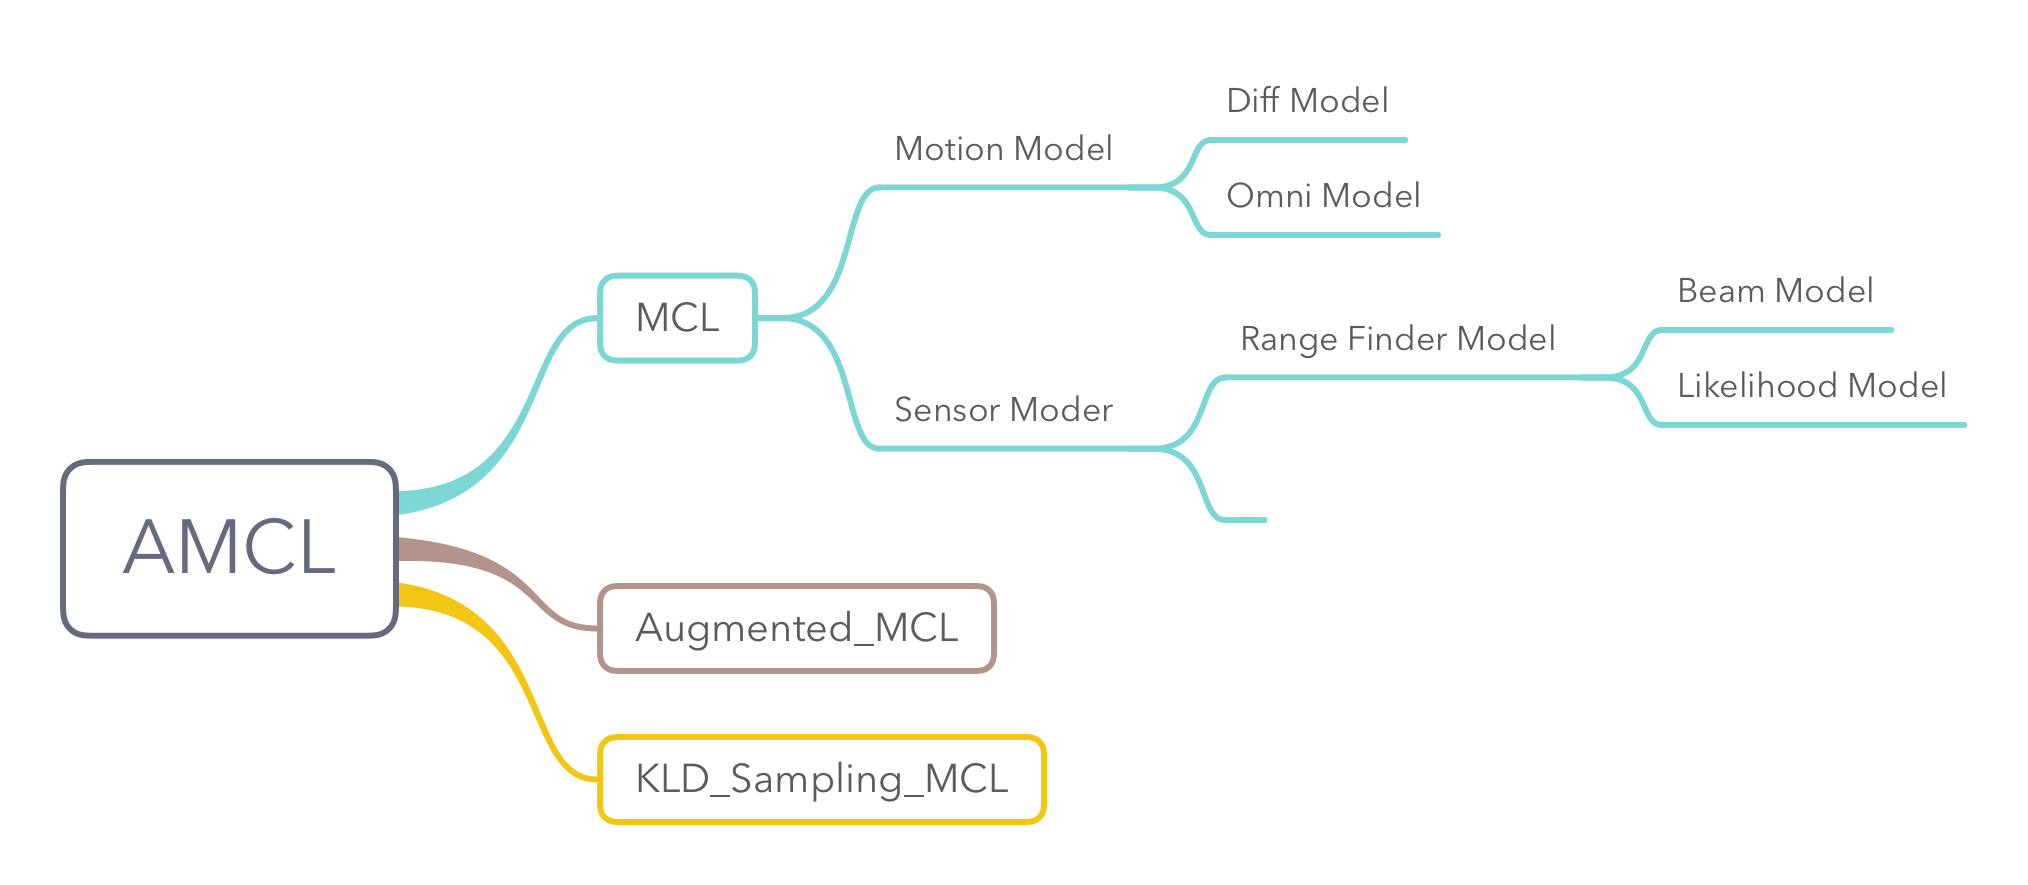 AMCL
MCL
Motion Model
Diff Model
Omni Model
Sensor Moder
Range Finder Model
Beam Model
Likelihood Model
Augmented_MCL
KLD_Sampling_MCL